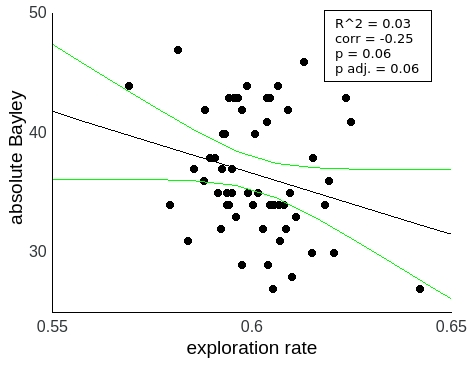 50
R^2 = 0.03
corr = -0.25
p = 0.06
p adj. = 0.06
40
absolute Bayley
30
0.55
0.6
0.65
exploration rate